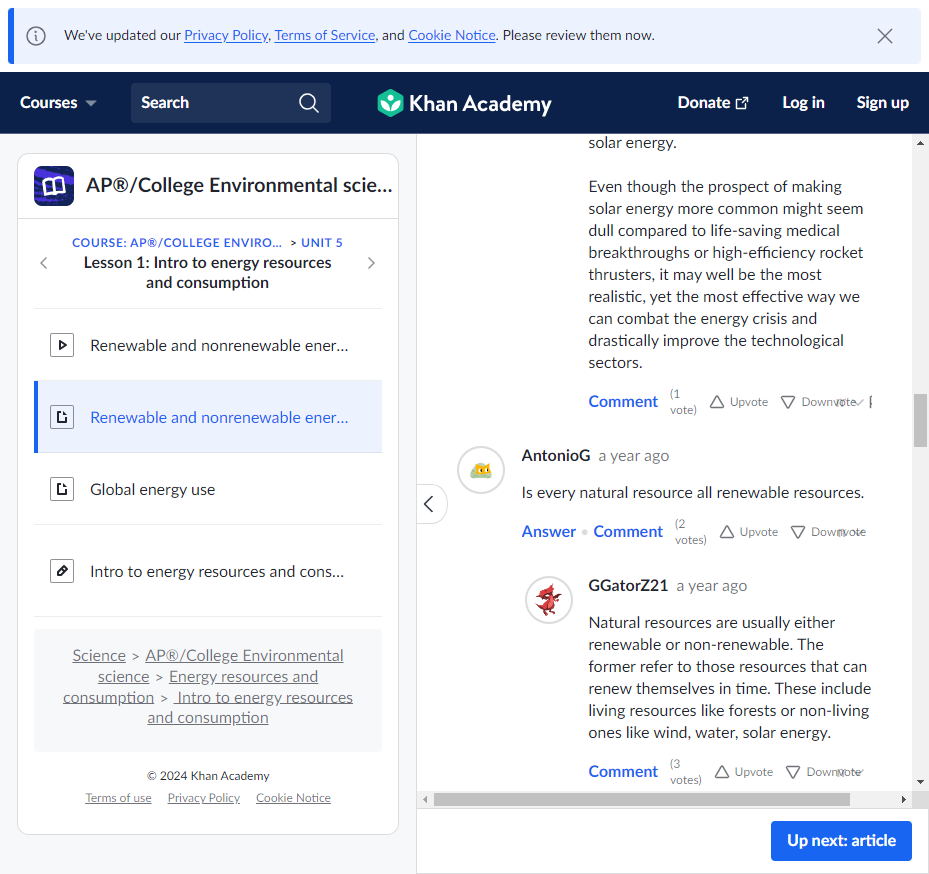 We've updated our Privacy Policy, Terms of Service, and Cookie Notice. Please review them now.
Courses
Search
Khan Academy
Donate
Log in
Sign up
AP®/College Environmental scie...
COURSE: AP®/COLLEGE ENVIRO... > UNIT 5
Lesson 1: Intro to energy resources
and consumption
Renewable and nonrenewable ener...
Renewable and nonrenewable ener...
Global energy use
Intro to energy resources and cons...
Science > AP®/College Environmental
science > Energy resources and
consumption > Intro to energy resources
and consumption
© 2024 Khan Academy
Terms of use Privacy Policy Cookie Notice
solar energy.
Even though the prospect of making
solar energy more common might seem
dull compared to life-saving medical
breakthroughs or high-efficiency rocket
thrusters, it may well be the most
realistic, yet the most effective way we
can combat the energy crisis and
drastically improve the technological
sectors.
Comment (1 vote) Upvote Downvote
AntonioG a year ago
Is every natural resource all renewable resources.
Answer • Comment (2 votes) Upvote Downvote
GGatorZ21 a year ago
Natural resources are usually either
renewable or non-renewable. The
former refer to those resources that can
renew themselves in time. These include
living resources like forests or non-living
ones like wind, water, solar energy.
Comment (3 votes) Upvote Downvote
Up next: article